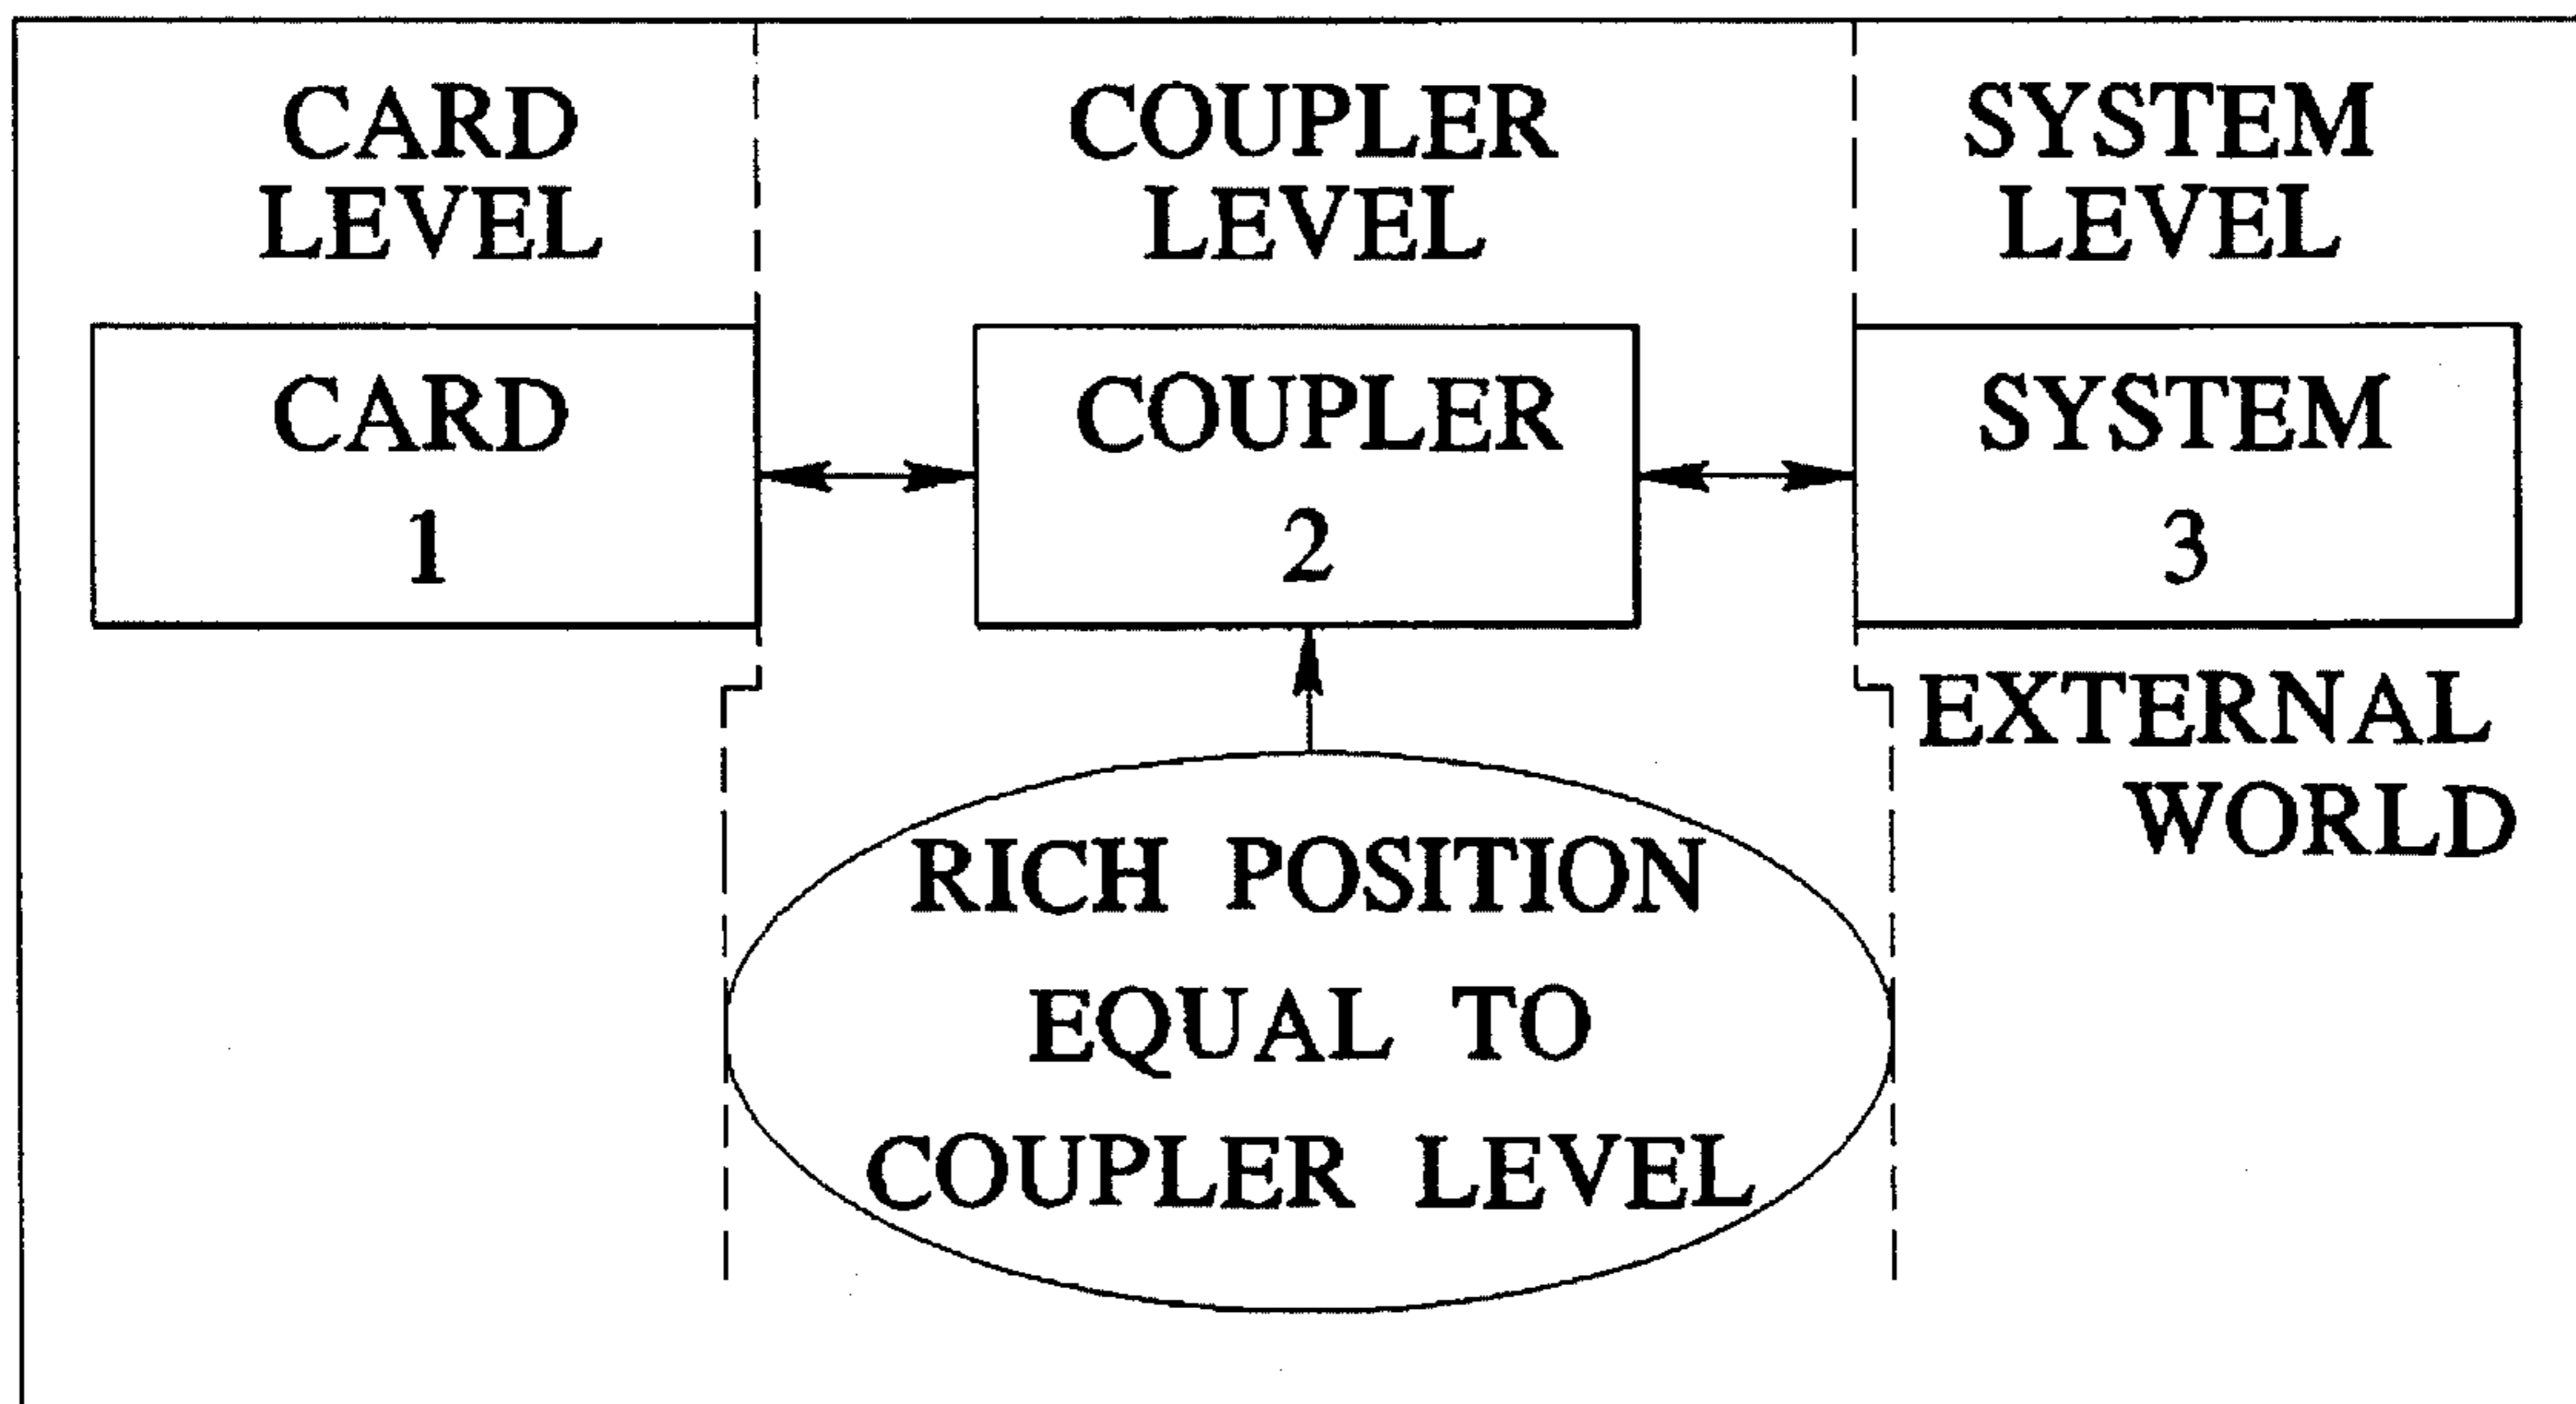 CARD
LEVEL
COUPLER
LEVEL
SYSTEM
LEVEL
CARD
1
COUPLER
2
SYSTEM
3
EXTERNAL
WORLD
RICH POSITION
EQUAL TO
COUPLER LEVEL